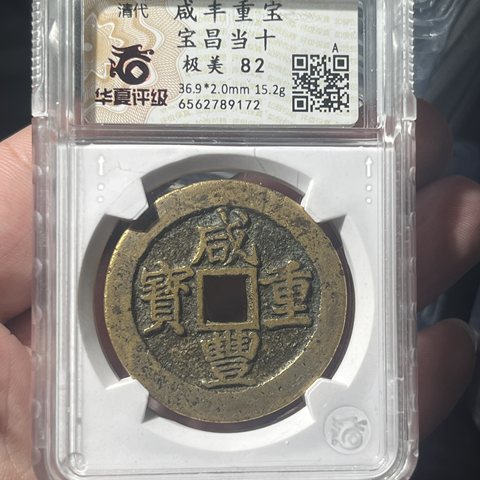 清代
咸丰重宝
宝昌当十
极美 82
A
华夏评级
36.9*2.0mm 15.2g
6562789172
咸
寶 重
豐